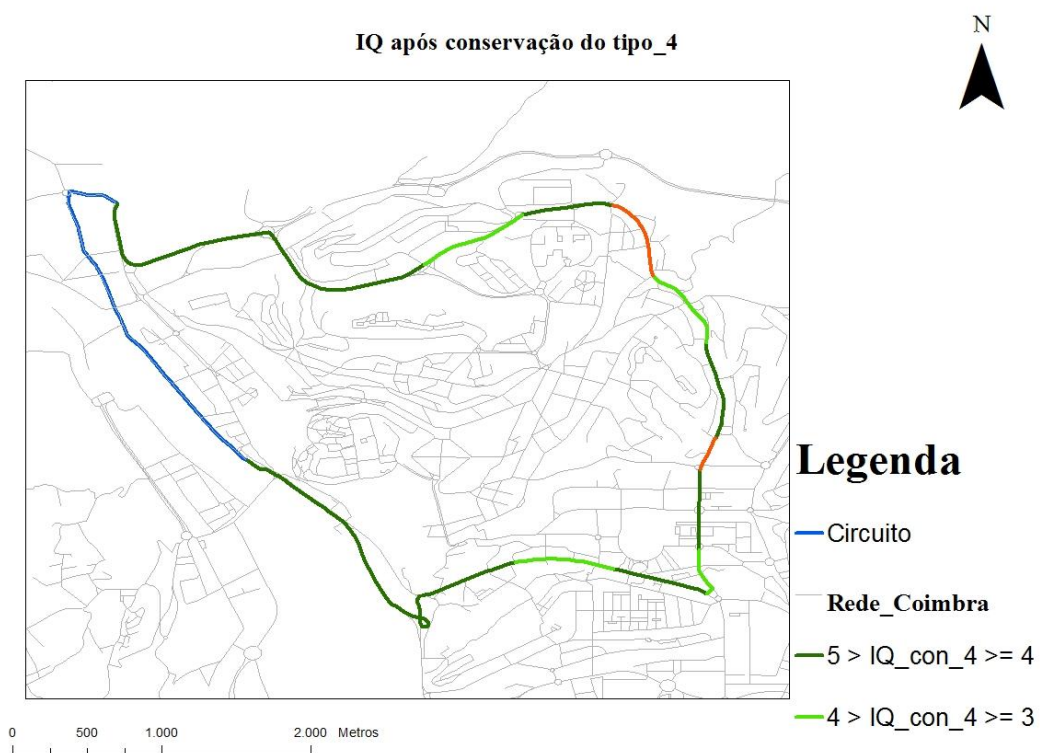 IQ após conservação do tipo_4
N
Legenda
Circuito
Rede_Coimbra
5 > IQ_con_4 >= 4
4 > IQ_con_4 >= 3
0 500 1.000 2.000 Metros